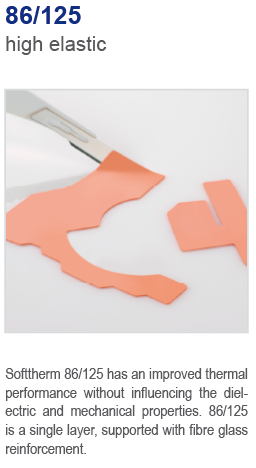 86/125
high elastic
Softtherm 86/125 has an improved thermal
performance without influencing the diel-
ectric and mechanical properties. 86/125
is a single layer, supported with fibre glass
reinforcement.